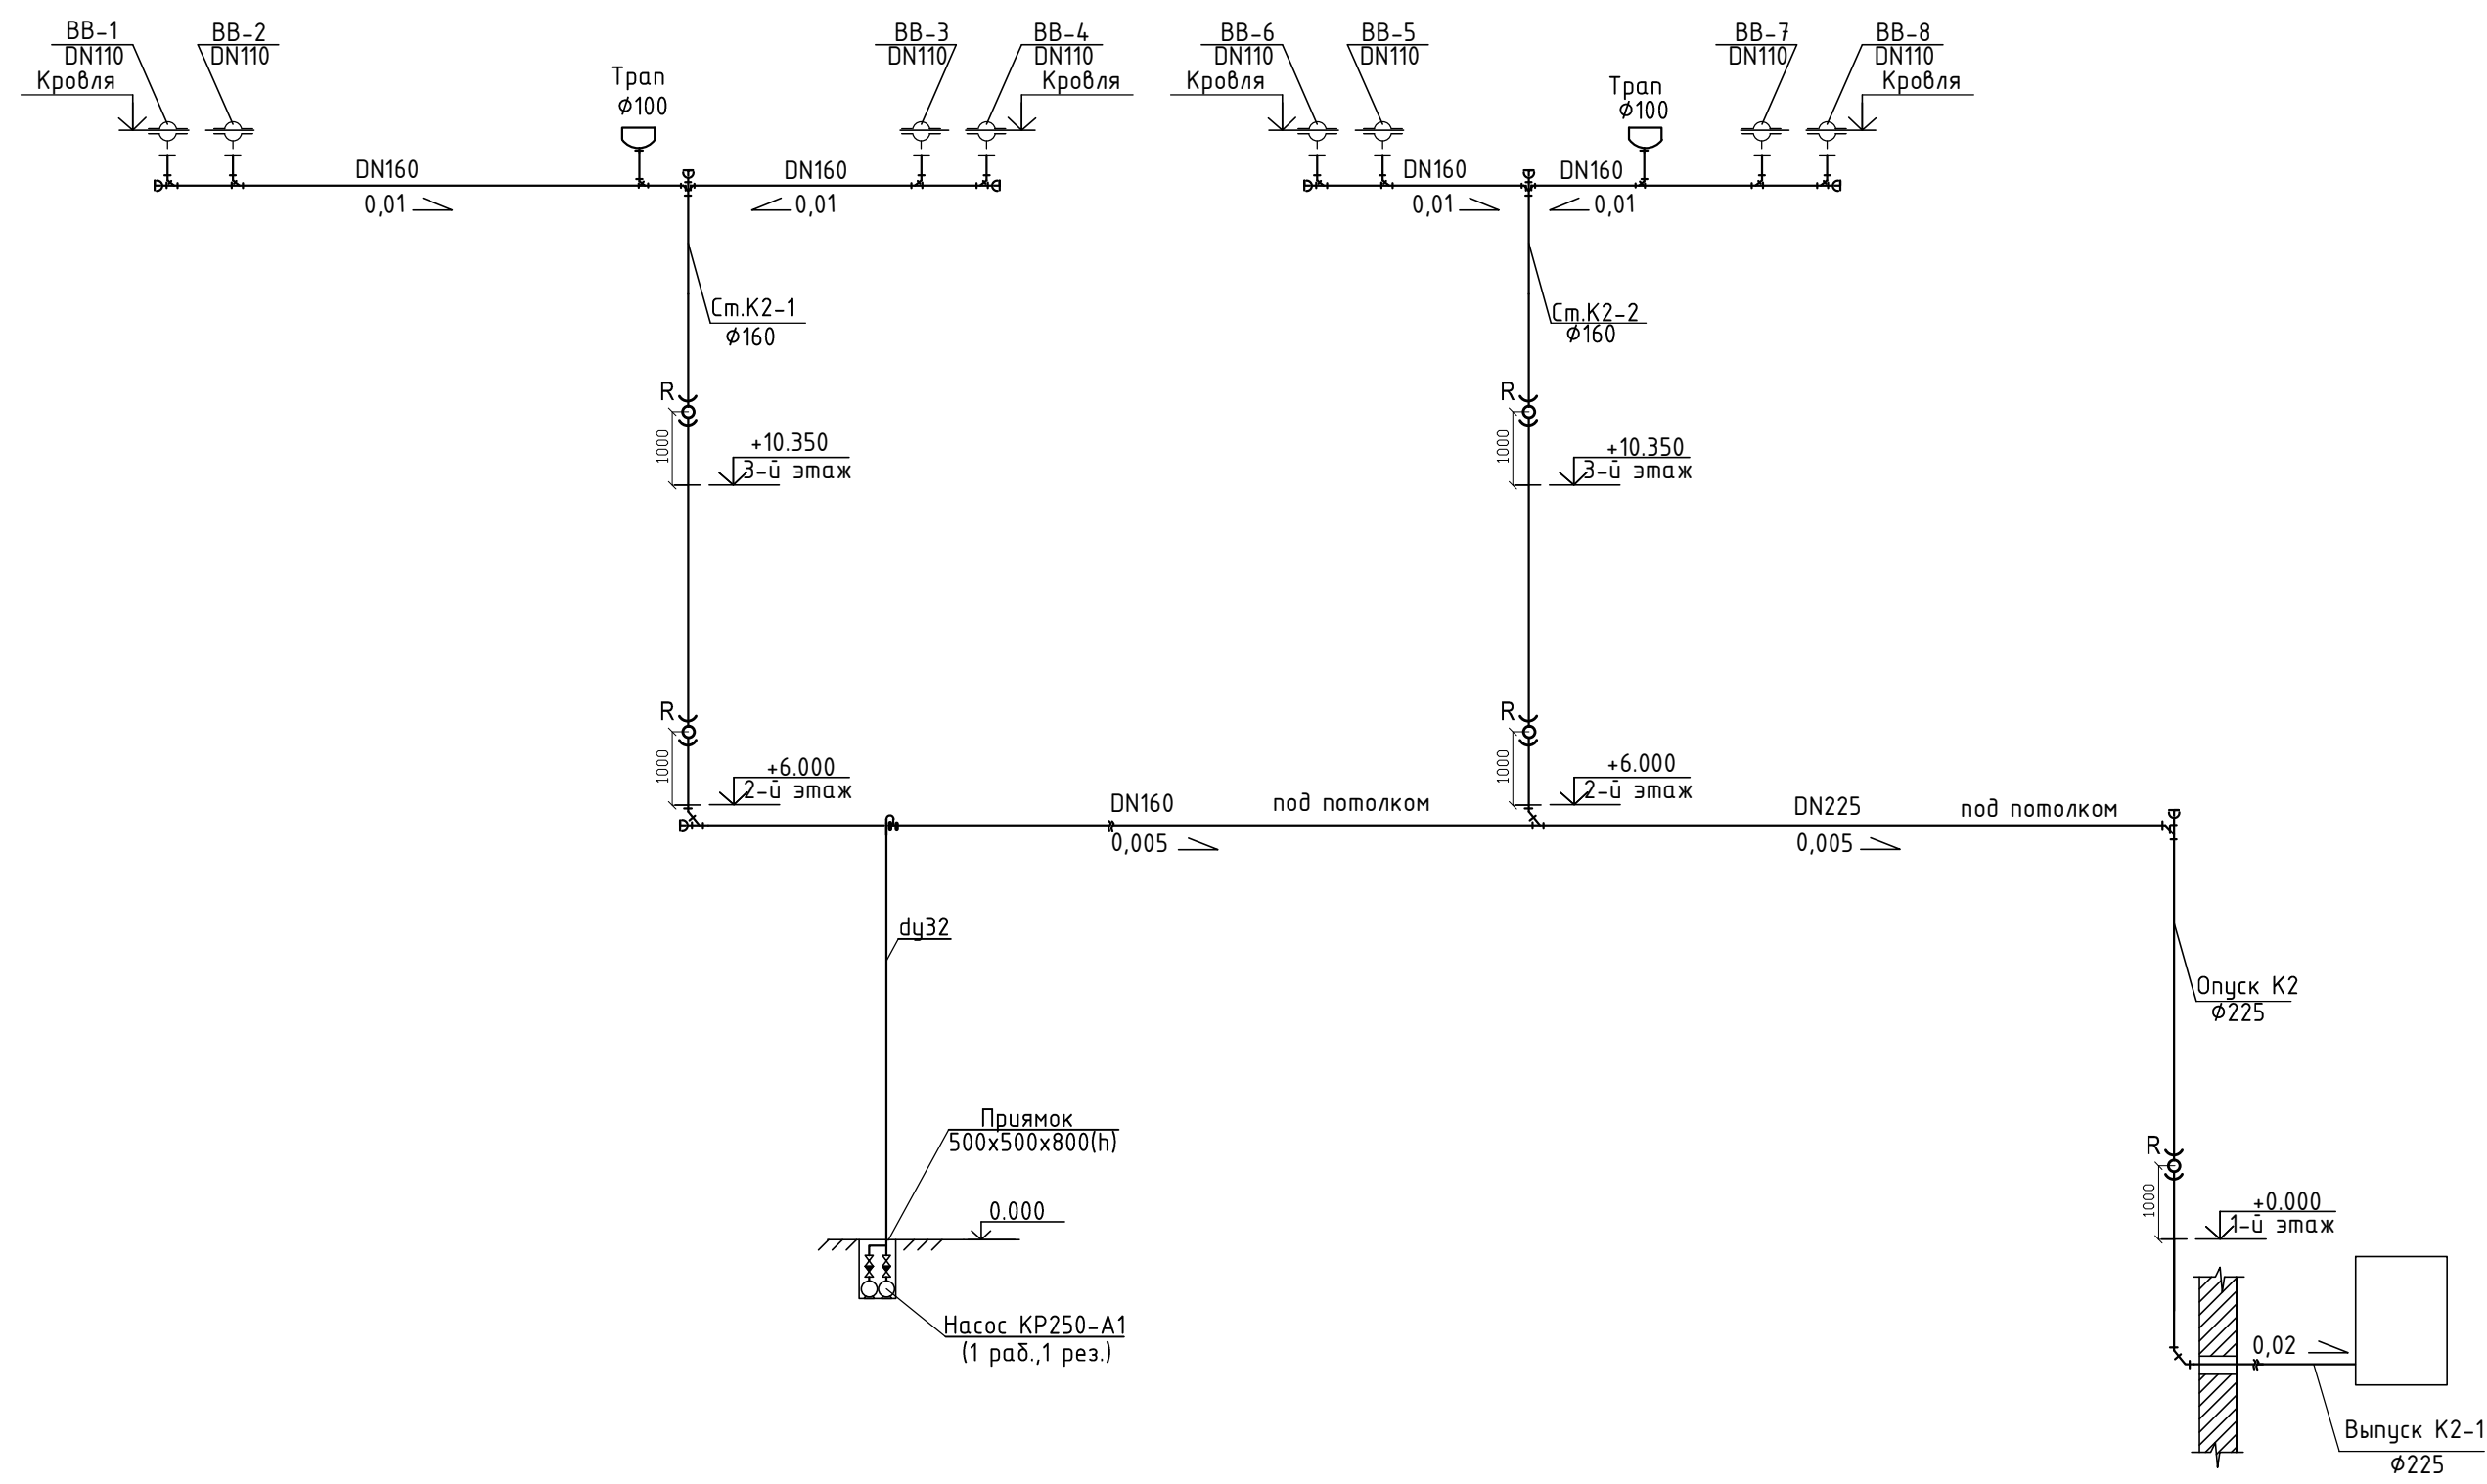 ВВ-1
DN110
Кровля
ВВ-2
DN110
Трап
ϕ100
ВВ-3
DN110
ВВ-4
DN110
Кровля
ВВ-6
DN110
Кровля
ВВ-5
DN110
Трап
ϕ100
ВВ-7
DN110
ВВ-8
DN110
Кровля
DN160
0,01
DN160
0,01
DN160
0,01
DN160
0,01
Ст.К2-1
ϕ160
Ст.К2-2
ϕ160
R
1000
+10.350
3-й этаж
R
1000
+10.350
3-й этаж
R
1000
+6.000
2-й этаж
R
1000
+6.000
2-й этаж
DN160
под потолком
0,005
DN225
под потолком
0,005
dу32
Опуск К2
ϕ225
Приямок
500х500х800(h)
0.000
Насос КР250-А1
(1 раб.,1 рез.)
R
1000
+0.000
1-й этаж
0,02
Выпуск К2-1
ϕ225